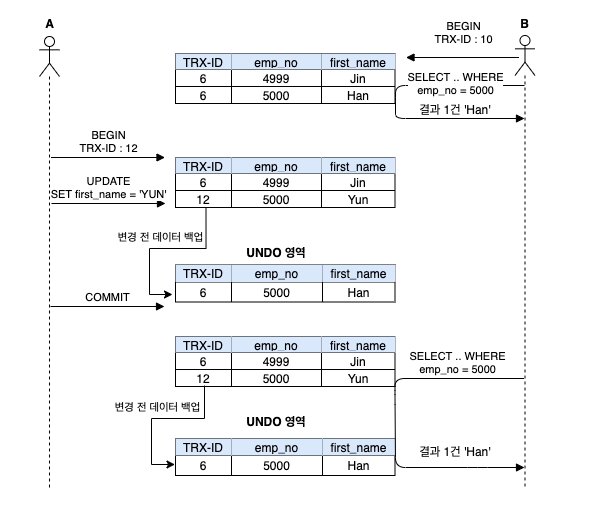 A
B
BEGIN
TRX-ID : 10
TRX-ID emp_no first_name
6 4999 Jin
6 5000 Han
SELECT .. WHERE
emp_no = 5000
결과 1건 'Han'
BEGIN
TRX-ID : 12
UPDATE
SET first_name = 'YUN'
TRX-ID emp_no first_name
6 4999 Jin
12 5000 Yun
변경 전 데이터 백업
UNDO 영역
TRX-ID emp_no first_name
6 5000 Han
COMMIT
TRX-ID emp_no first_name
6 4999 Jin
12 5000 Yun
SELECT .. WHERE
emp_no = 5000
변경 전 데이터 백업
UNDO 영역
TRX-ID emp_no first_name
6 5000 Han
결과 1건 'Han'